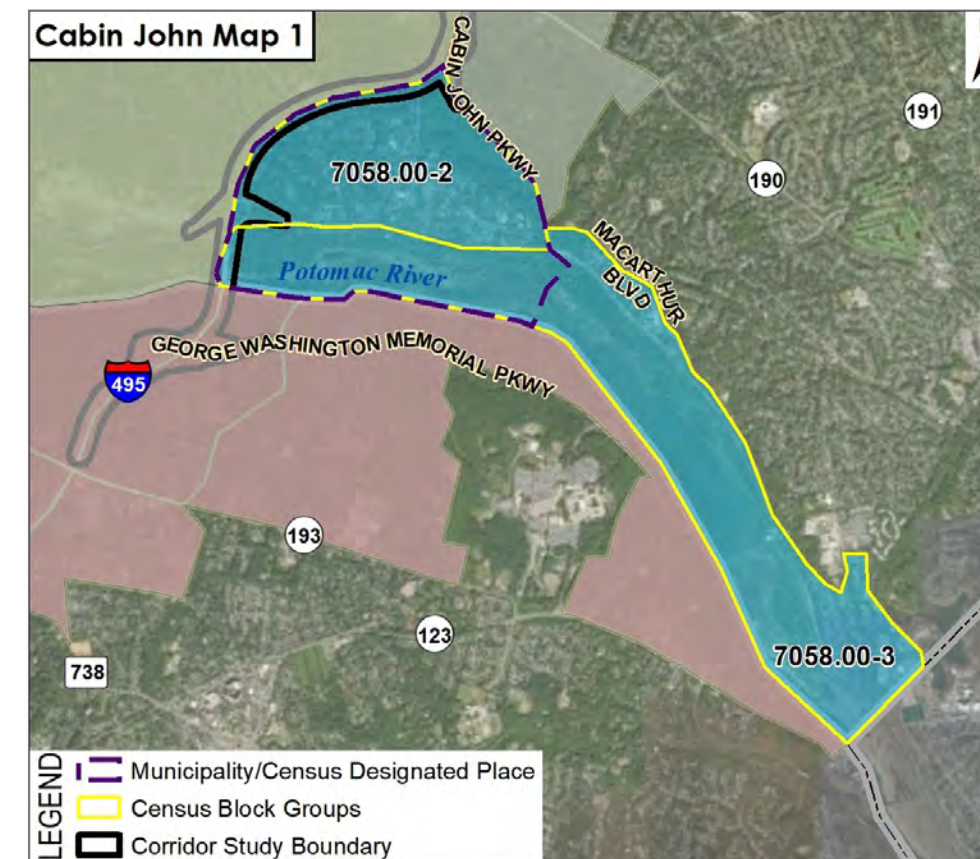 Cabin John Map 1
CABIN JOHN PKWY
191
190
7058.00-2
MACARTHUR
BLVD
Potomac River
GEORGE WASHINGTON MEMORIAL PKWY
495
193
123
7058.00-3
738
LEGEND
Municipality/Census Designated Place
Census Block Groups
Corridor Study Boundary